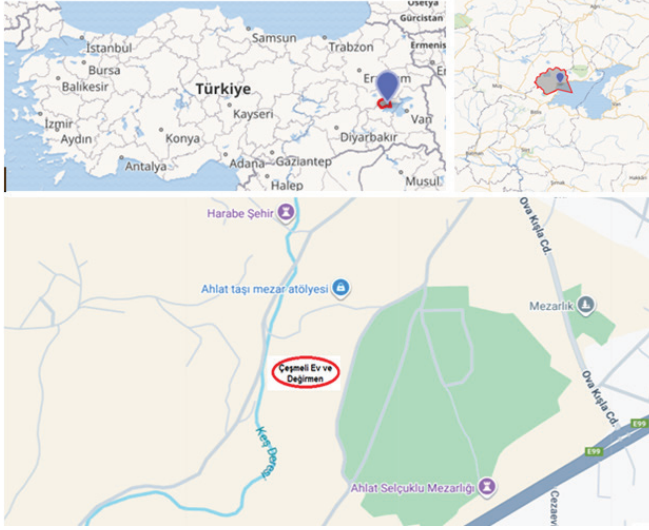 Osetya
Gürcistan
Samsun
Trabzon
İstanbul
Ermenis
Bursa
Balıkesir
Türkiye
Kayseri
Van
İzmir
Aydın
Konya
Diyarbakır
Adana
Gaziantep
Antalya
Halep
Musul
Harabe Şehir
Ova Kışla Cd.
Ahlat taşı mezar atölyesi
Mezarlık
Çeşmeli Ev ve
Değirmen
Ova Kışla Cd.
Keş Deresi
E99
E99
Ahlat Selçuklu Mezarlığı
Cezaevi